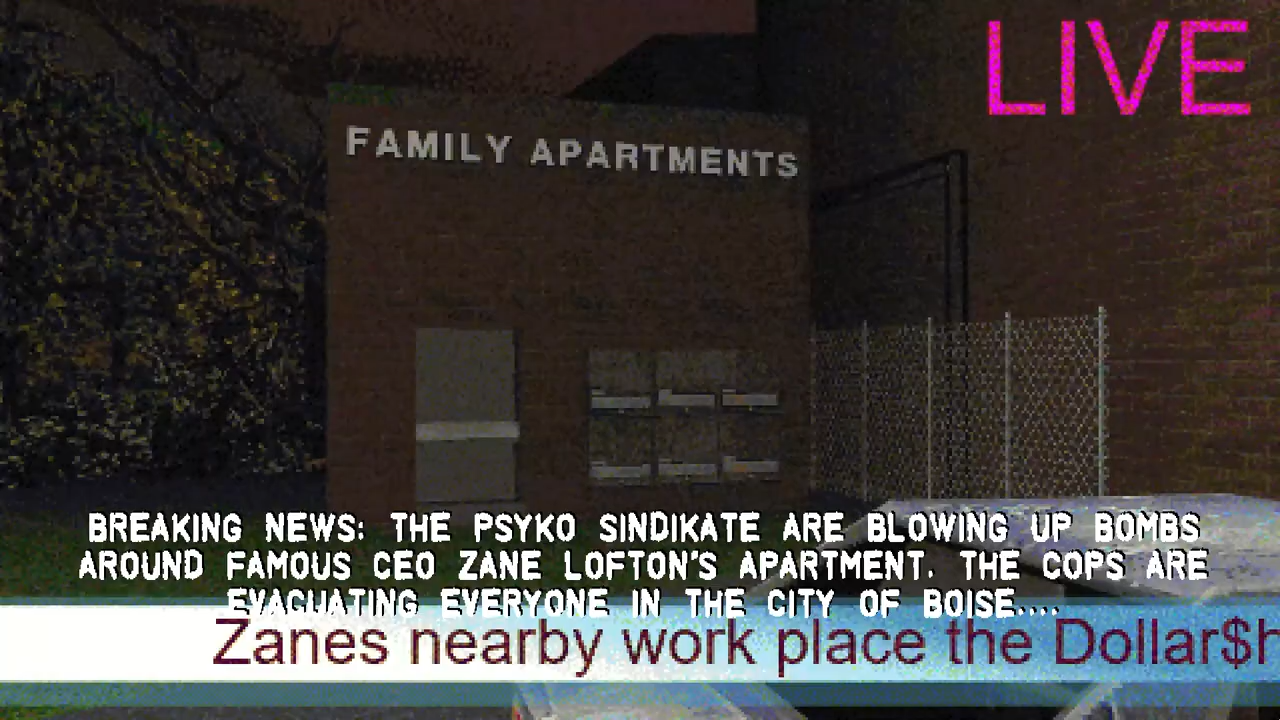 LIVE
FAMILY APARTMENTS
BREAKING NEWS: THE PSYKO SINDIKATE ARE BLOWING UP BOMBS
AROUND FAMOUS CEO ZANE LOFTON'S APARTMENT. THE COPS ARE
EVACUATING EVERYONE IN THE CITY OF BOISE....
Zanes nearby work place the Dollar$h